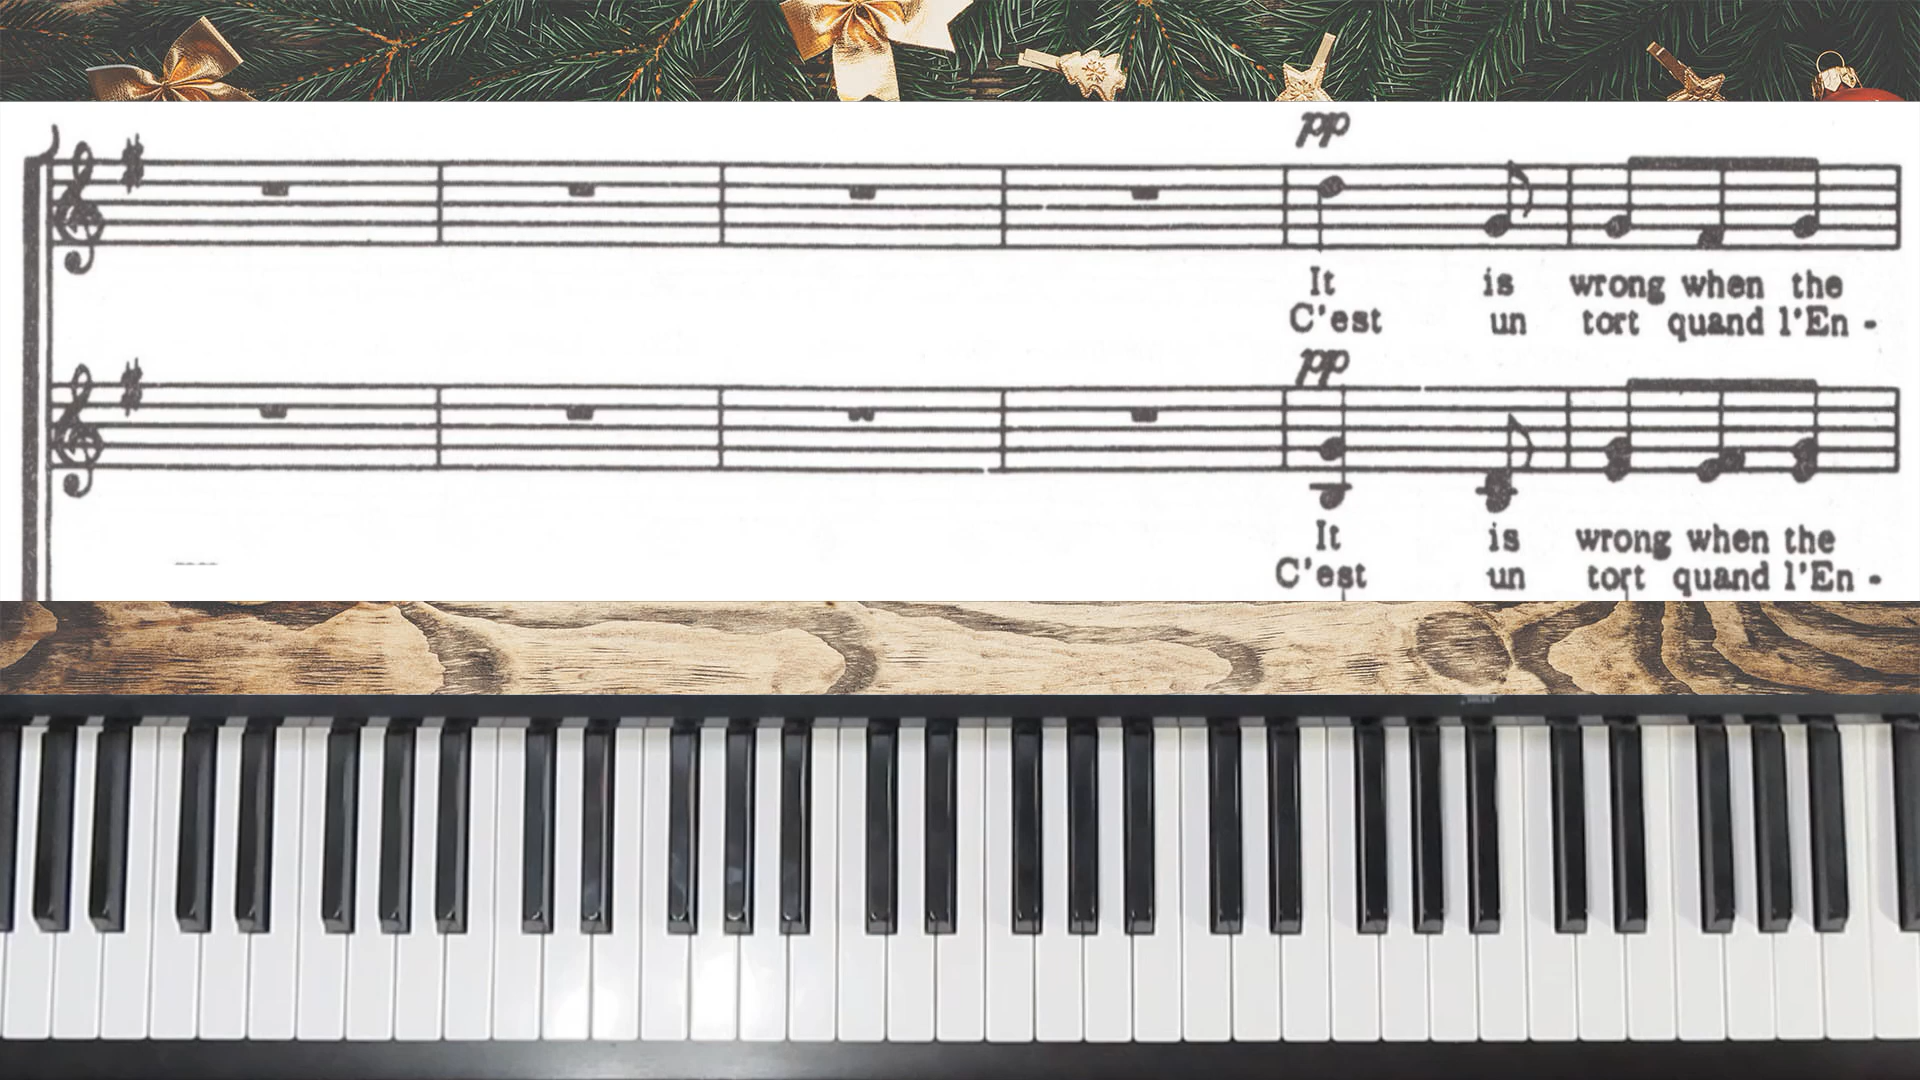 pp
It is wrong when the
C'est un tort quand l'En -
pp
It is wrong when the
C'est un tort quand l'En -